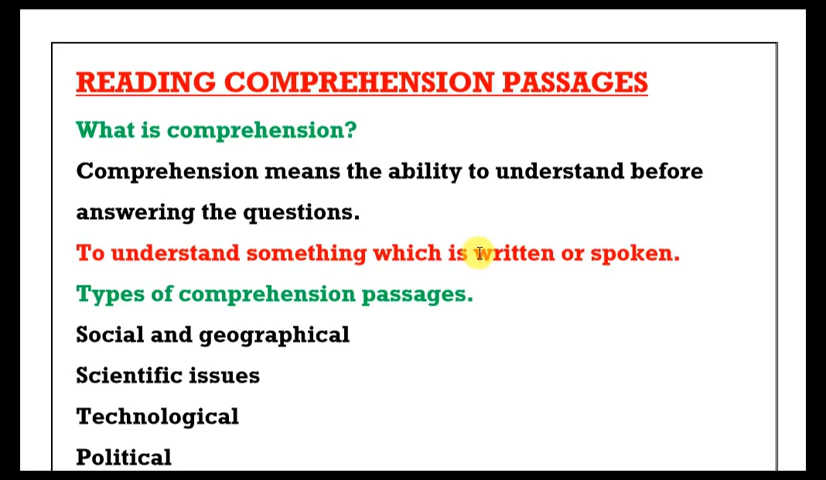 READING COMPREHENSION PASSAGES
What is comprehension?
Comprehension means the ability to understand before
answering the questions.
To understand something which is written or spoken.
Types of comprehension passages.
Social and geographical
Scientific issues
Technological
Political